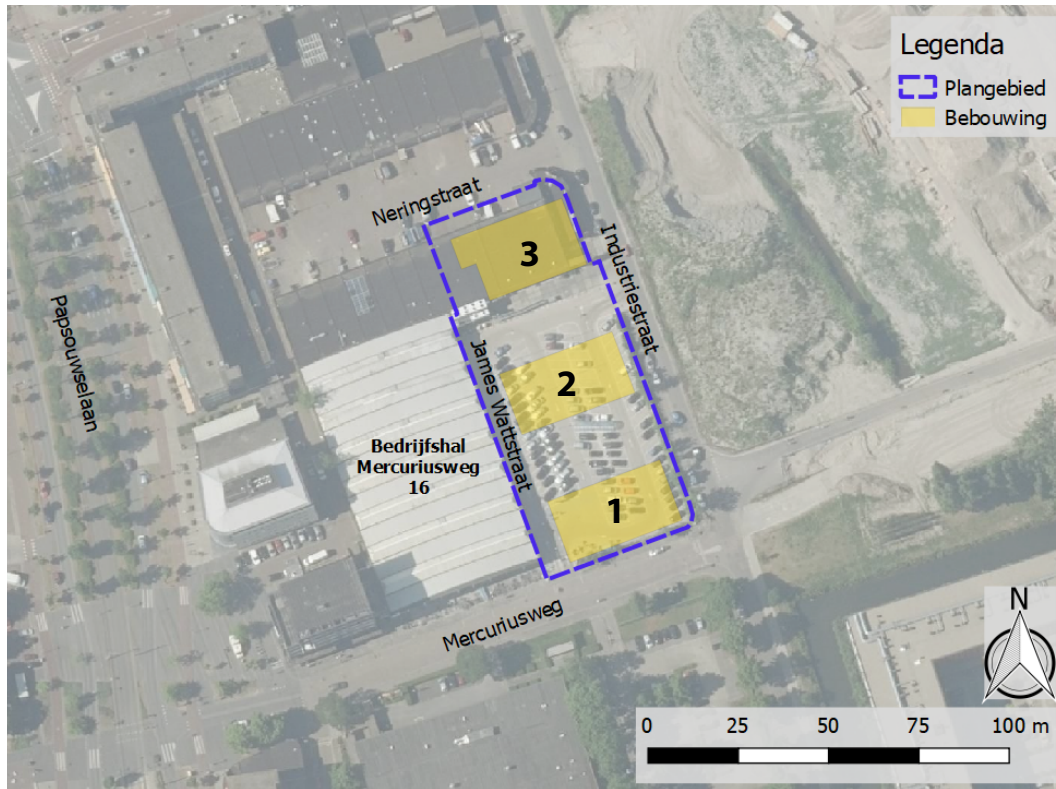 Legenda
Plangebied
Bebouwing
Neringstraat
3
Industriestraat
Papsouwselaan
James Wattstraat
2
Bedrijfshal
Mercuriusweg
16
1
Mercuriusweg
N
0 25 50 75 100 m